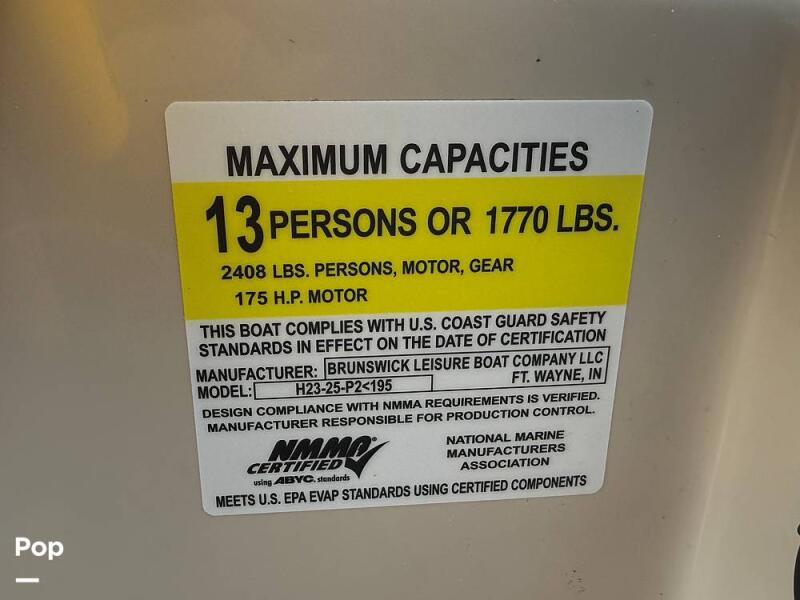 MAXIMUM CAPACITIES
13 PERSONS OR 1770 LBS.
2408 LBS. PERSONS, MOTOR, GEAR
175 H.P. MOTOR
THIS BOAT COMPLIES WITH U.S. COAST GUARD SAFETY
STANDARDS IN EFFECT ON THE DATE OF CERTIFICATION
MANUFACTURER: BRUNSWICK LEISURE BOAT COMPANY LLC
FT. WAYNE, IN
MODEL: H23-25-P2<195
DESIGN COMPLIANCE WITH NMMA REQUIREMENTS IS VERIFIED.
MANUFACTURER RESPONSIBLE FOR PRODUCTION CONTROL.
NMMA®
CERTIFIED
using ABYC. standards
NATIONAL MARINE
MANUFACTURERS
ASSOCIATION
MEETS U.S. EPA EVAP STANDARDS USING CERTIFIED COMPONENTS
Pop